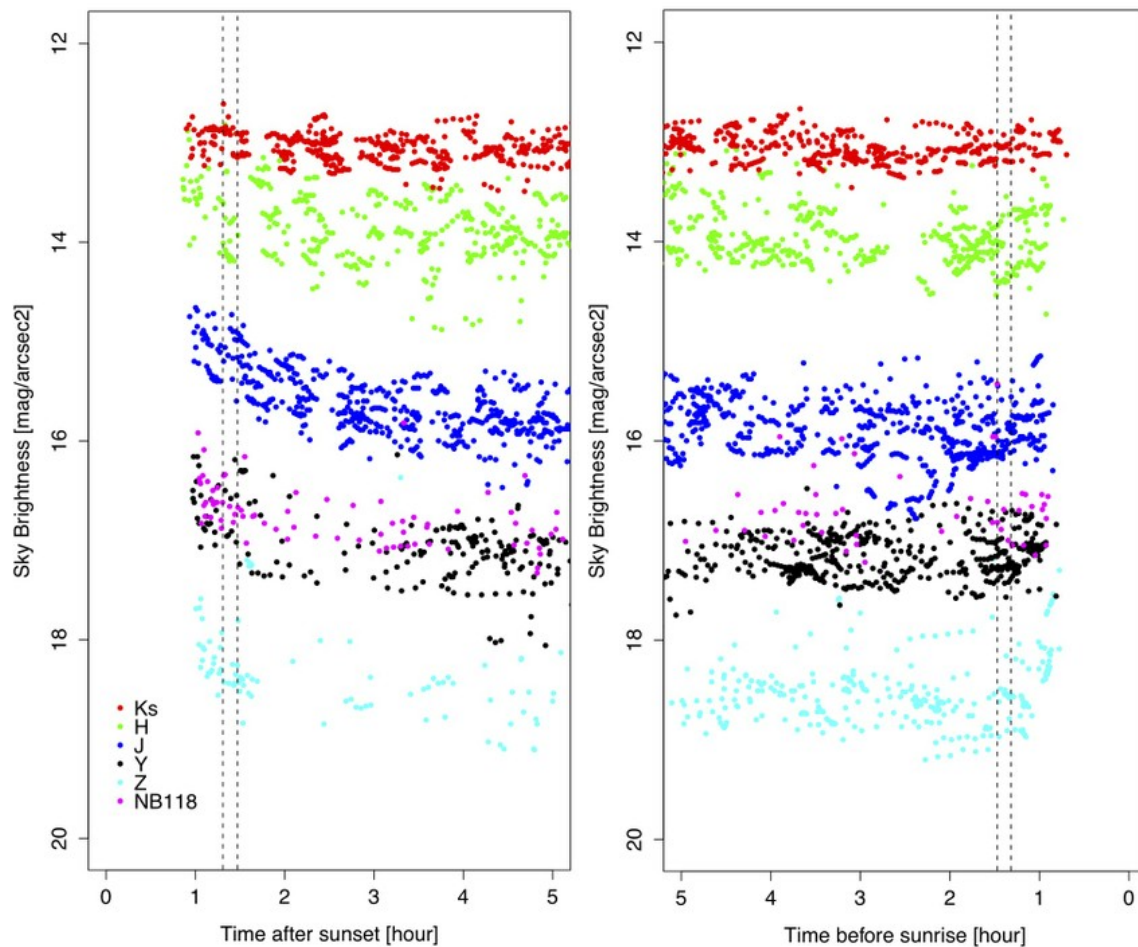 Sky Brightness [mag/arcsec2]
12
14
16
18
20
Ks
H
J
Y
Z
NB118
0 1 2 3 4 5
Time after sunset [hour]
Sky Brightness [mag/arcsec2]
12
14
16
18
20
5 4 3 2 1 0
Time before sunrise [hour]